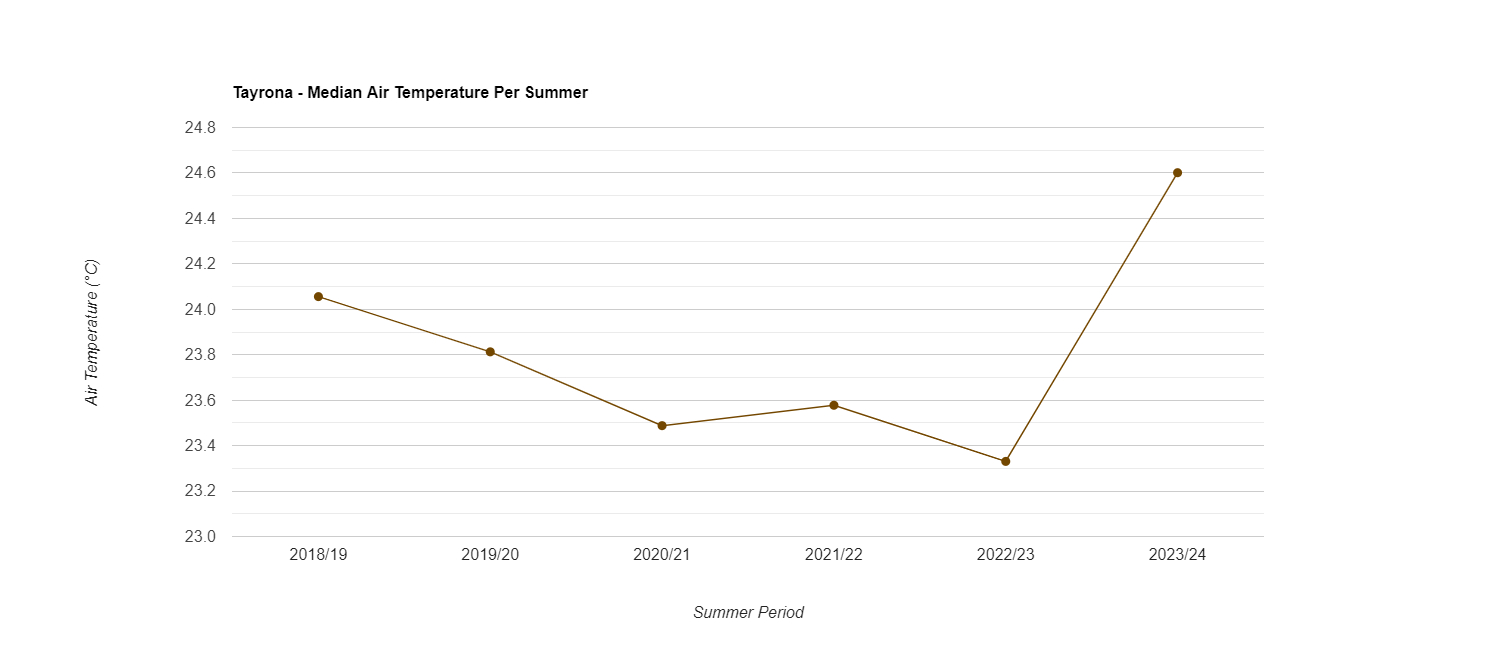 Tayrona - Median Air Temperature Per Summer
24.8
24.6
24.4
24.2
24.0
23.8
23.6
23.4
23.2
23.0
Air Temperature (°C)
2018/19 2019/20 2020/21 2021/22 2022/23 2023/24
Summer Period